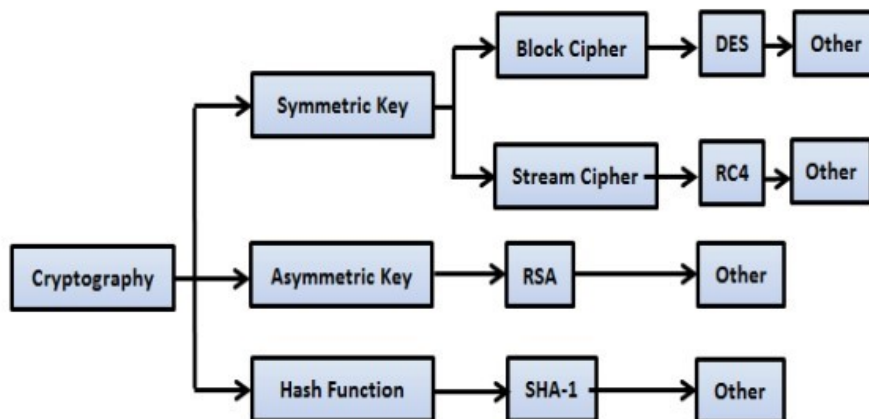 Block Cipher
DES
Other
Symmetric Key
Stream Cipher
RC4
Other
Cryptography
Asymmetric Key
RSA
Other
Hash Function
SHA-1
Other